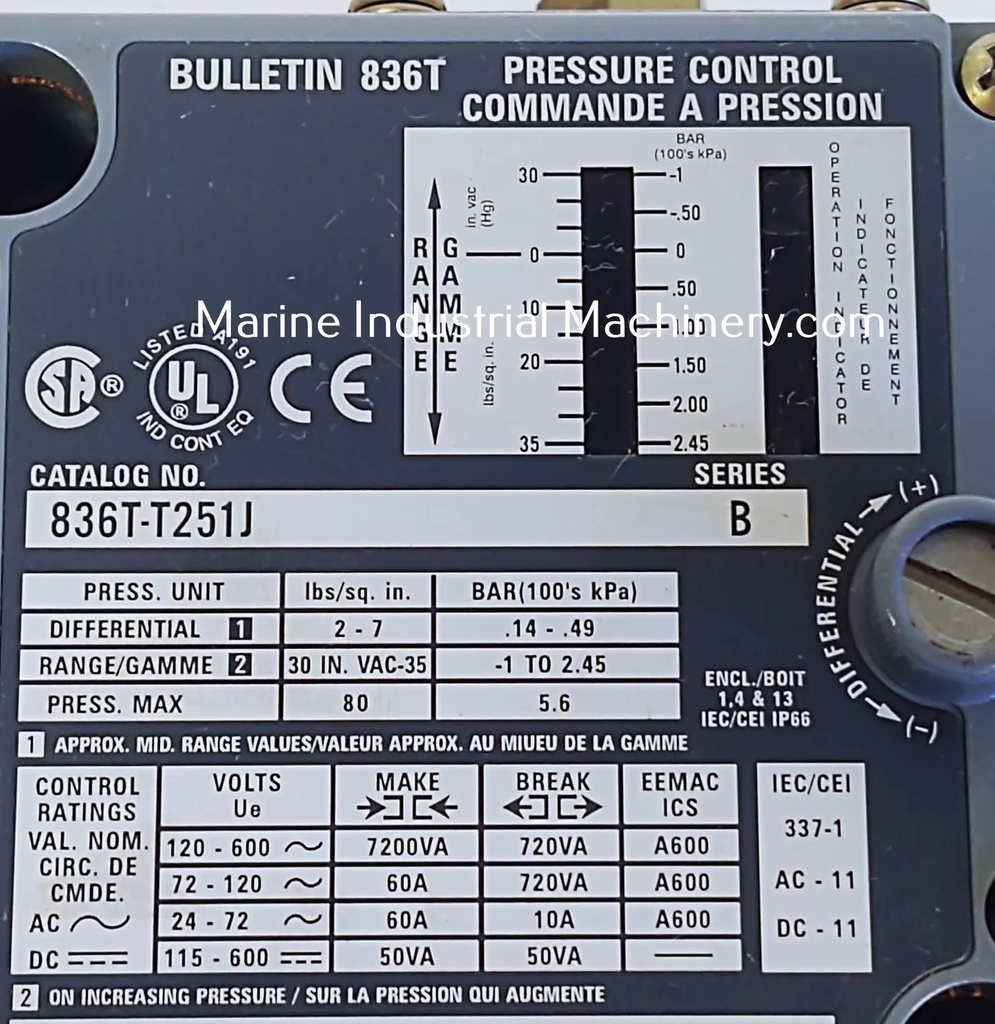 BULLETIN 836T
PRESSURE CONTROL
COMMANDE A PRESSION
BAR
(100's kPa)
30
-1
-.50
0
0
.50
10
1.00
20
1.50
2.00
35
2.45
in. vac
(Hg)
lbs/sq. in.
RANGE
GAMME
OPERATION INDICATOR
INDICATEUR DE
FONCTIONNEMENT
Marine Industrial Machinery.com
SA ®
LISTED A191
UL ®
IND CONT EQ
CE
CATALOG NO.
SERIES
836T-T251J
B
(+)
DIFFERENTIAL
(-)
PRESS. UNIT lbs/sq. in. BAR(100's kPa)
DIFFERENTIAL 1 2 - 7 .14 - .49
RANGE/GAMME 2 30 IN. VAC-35 -1 TO 2.45
PRESS. MAX 80 5.6
ENCL./BOIT
1,4 & 13
IEC/CEI IP66
1 APPROX. MID. RANGE VALUES/VALEUR APPROX. AU MIUEU DE LA GAMME
CONTROL
RATINGS
VAL. NOM.
CIRC. DE
CMDE.
AC
DC
VOLTS
Ue
MAKE
BREAK
EEMAC
ICS
120 - 600 7200VA 720VA A600
72 - 120 60A 720VA A600
24 - 72 60A 10A A600
115 - 600 50VA 50VA —
IEC/CEI
337-1
AC - 11
DC - 11
2 ON INCREASING PRESSURE / SUR LA PRESSION QUI AUGMENTE